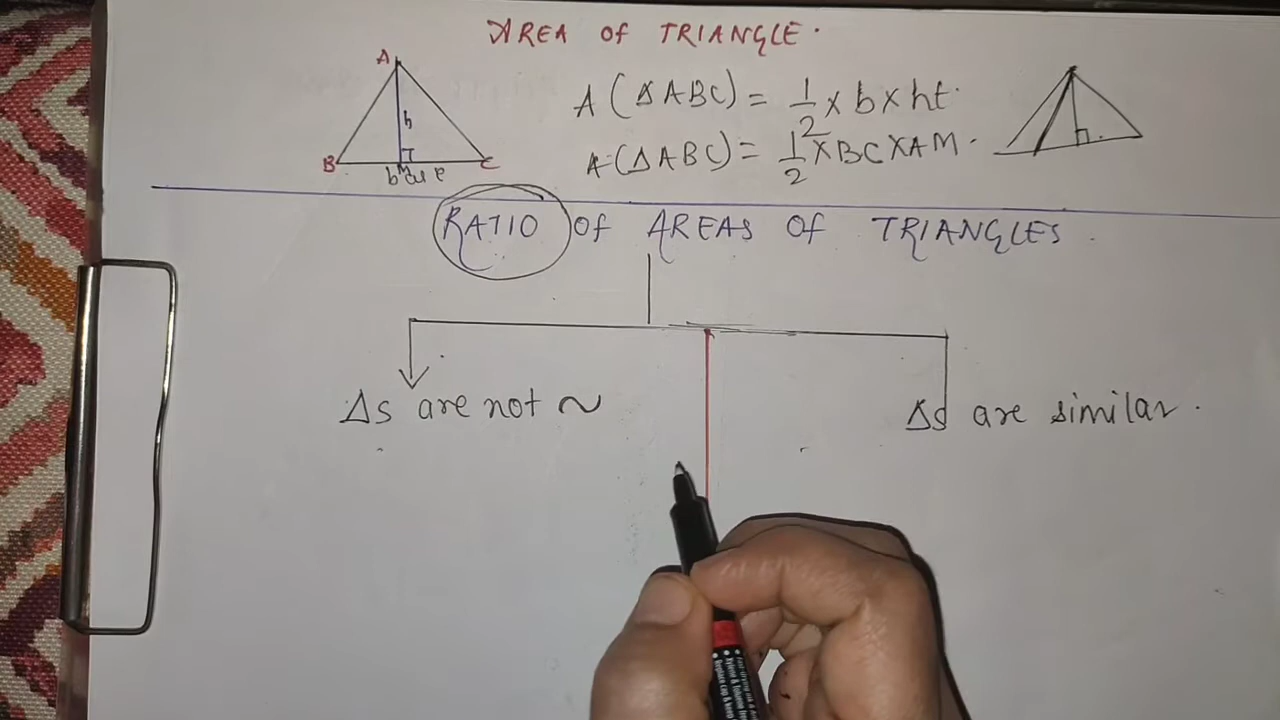 AREA of TRIANGLE.
A
h
B
M
C
base
A (ΔABC) = 1/2 × b × ht.
A (ΔABC) = 1/2 × BC × AM.
RATIO Of AREAS Of TRIANGLES.
Δs are not ~
Δs are similar.